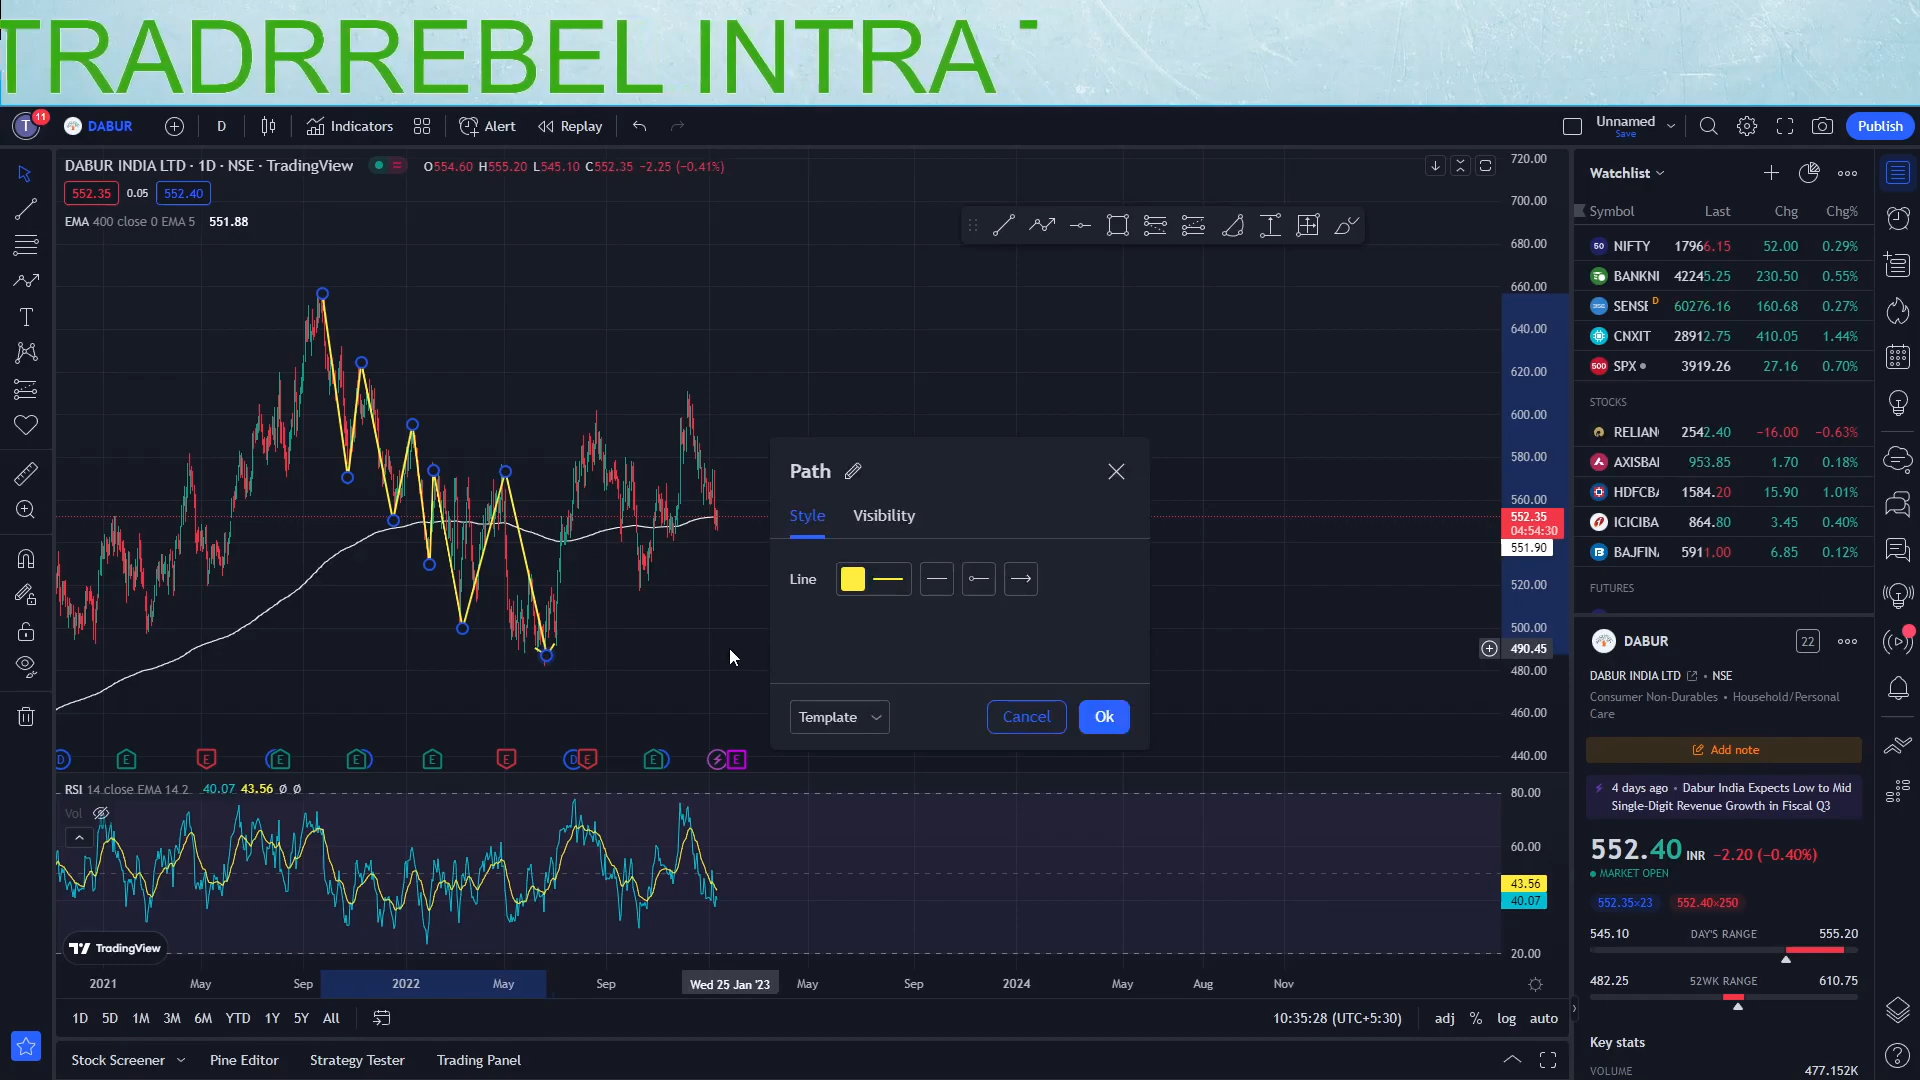 TRADRREBEL INTRA
T 11 DABUR D Indicators Alert Replay Unnamed Save Publish
DABUR INDIA LTD · 1D · NSE · TradingView O554.60 H555.20 L545.10 C552.35 −2.25 (−0.41%)
552.35 0.05 552.40
EMA 400 close 0 EMA 5 551.88
720.00
700.00
680.00
660.00
640.00
620.00
600.00
580.00
560.00
552.35
04:54:30
551.90
520.00
500.00
490.45
480.00
460.00
440.00
Path
Style Visibility
Line
Template Cancel Ok
D E E E E E E D E E E
RSI 14 close EMA 14 2 40.07 43.56 Ø Ø
Vol
80.00
60.00
43.56
40.07
20.00
TradingView
2021 May Sep 2022 May Sep Wed 25 Jan '23 May Sep 2024 May Aug Nov
1D 5D 1M 3M 6M YTD 1Y 5Y All 10:35:28 (UTC+5:30) adj % log auto
Stock Screener Pine Editor Strategy Tester Trading Panel
Watchlist
Symbol Last Chg Chg%
50 NIFTY 17966.15 52.00 0.29%
BANKNI 42245.25 230.50 0.55%
SENSE D 60276.16 160.68 0.27%
CNXIT 28912.75 410.05 1.44%
500 SPX 3919.26 27.16 0.70%
STOCKS
RELIAN 2542.40 −16.00 −0.63%
AXISBAI 953.85 1.70 0.18%
HDFCB 1584.20 15.90 1.01%
ICICIBA 864.80 3.45 0.40%
BAJFIN 5911.00 6.85 0.12%
FUTURES
DABUR 22
DABUR INDIA LTD • NSE
Consumer Non-Durables • Household/Personal
Care
Add note
4 days ago • Dabur India Expects Low to Mid
Single-Digit Revenue Growth in Fiscal Q3
552.40 INR −2.20 (−0.40%)
MARKET OPEN
552.35×23 552.40×250
545.10 DAY'S RANGE 555.20
482.25 52WK RANGE 610.75
Key stats
VOLUME 477.152K